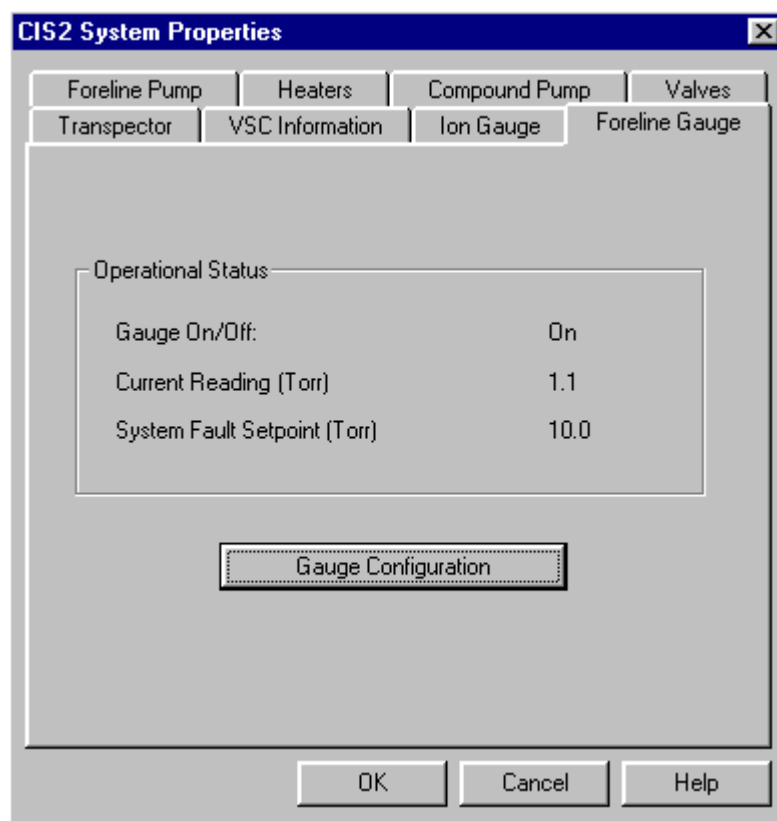 CIS2 System Properties
Foreline Pump Heaters Compound Pump Valves
Transpector VSC Information Ion Gauge Foreline Gauge
Operational Status
Gauge On/Off: On
Current Reading (Torr) 1.1
System Fault Setpoint (Torr) 10.0
Gauge Configuration
OK Cancel Help